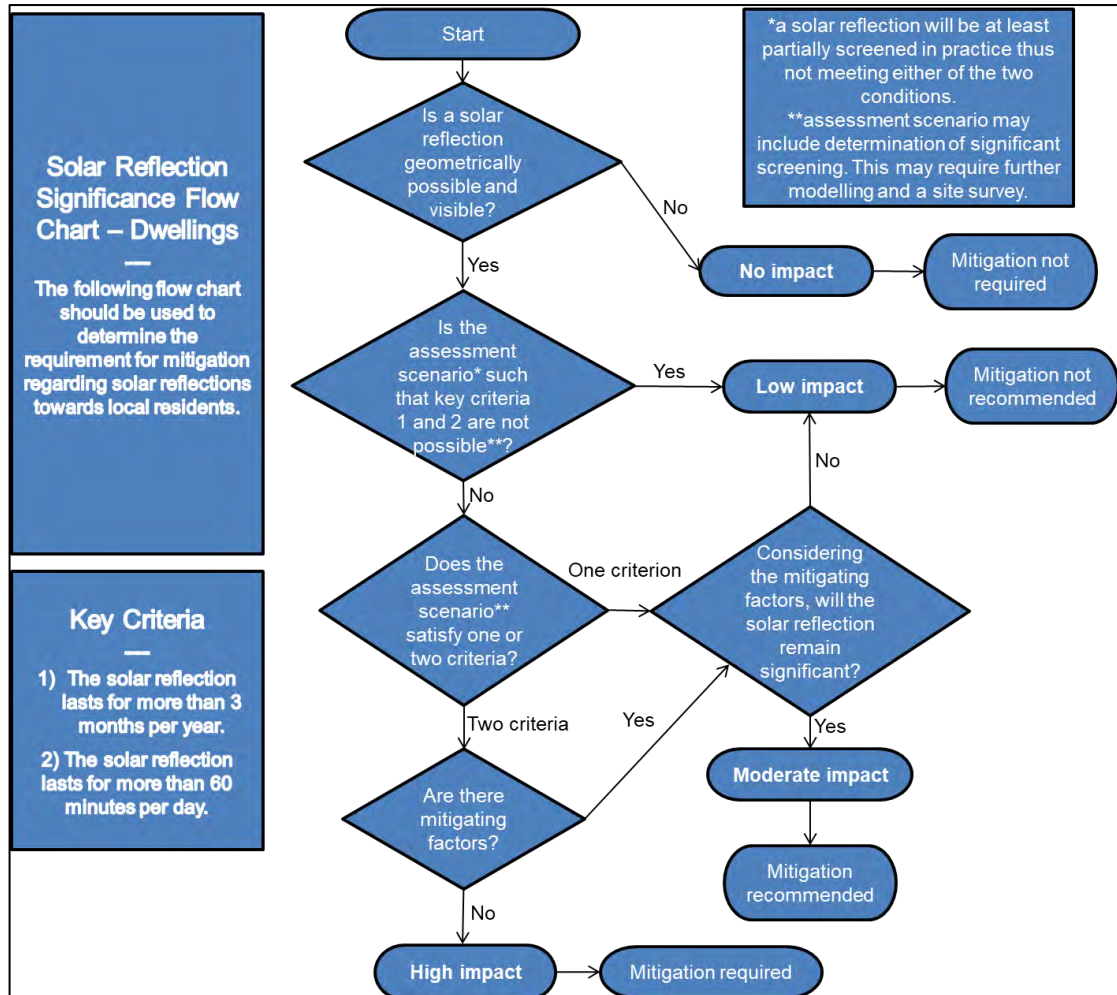 Solar Reflection
Significance Flow
Chart – Dwellings
—
The following flow chart
should be used to
determine the
requirement for mitigation
regarding solar reflections
towards local residents.
Key Criteria
—
1) The solar reflection
lasts for more than 3
months per year.
2) The solar reflection
lasts for more than 60
minutes per day.
Start
*a solar reflection will be at least
partially screened in practice thus
not meeting either of the two
conditions.
**assessment scenario may
include determination of significant
screening. This may require further
modelling and a site survey.
Is a solar
reflection
geometrically
possible and
visible?
No
No impact
Mitigation not
required
Yes
Is the
assessment
scenario* such
that key criteria
1 and 2 are not
possible**?
Yes
Low impact
Mitigation not
recommended
No
No
Does the
assessment
scenario**
satisfy one or
two criteria?
One criterion
Considering
the mitigating
factors, will the
solar reflection
remain
significant?
Two criteria
Yes
Yes
Moderate impact
Are there
mitigating
factors?
Mitigation
recommended
No
High impact
Mitigation required